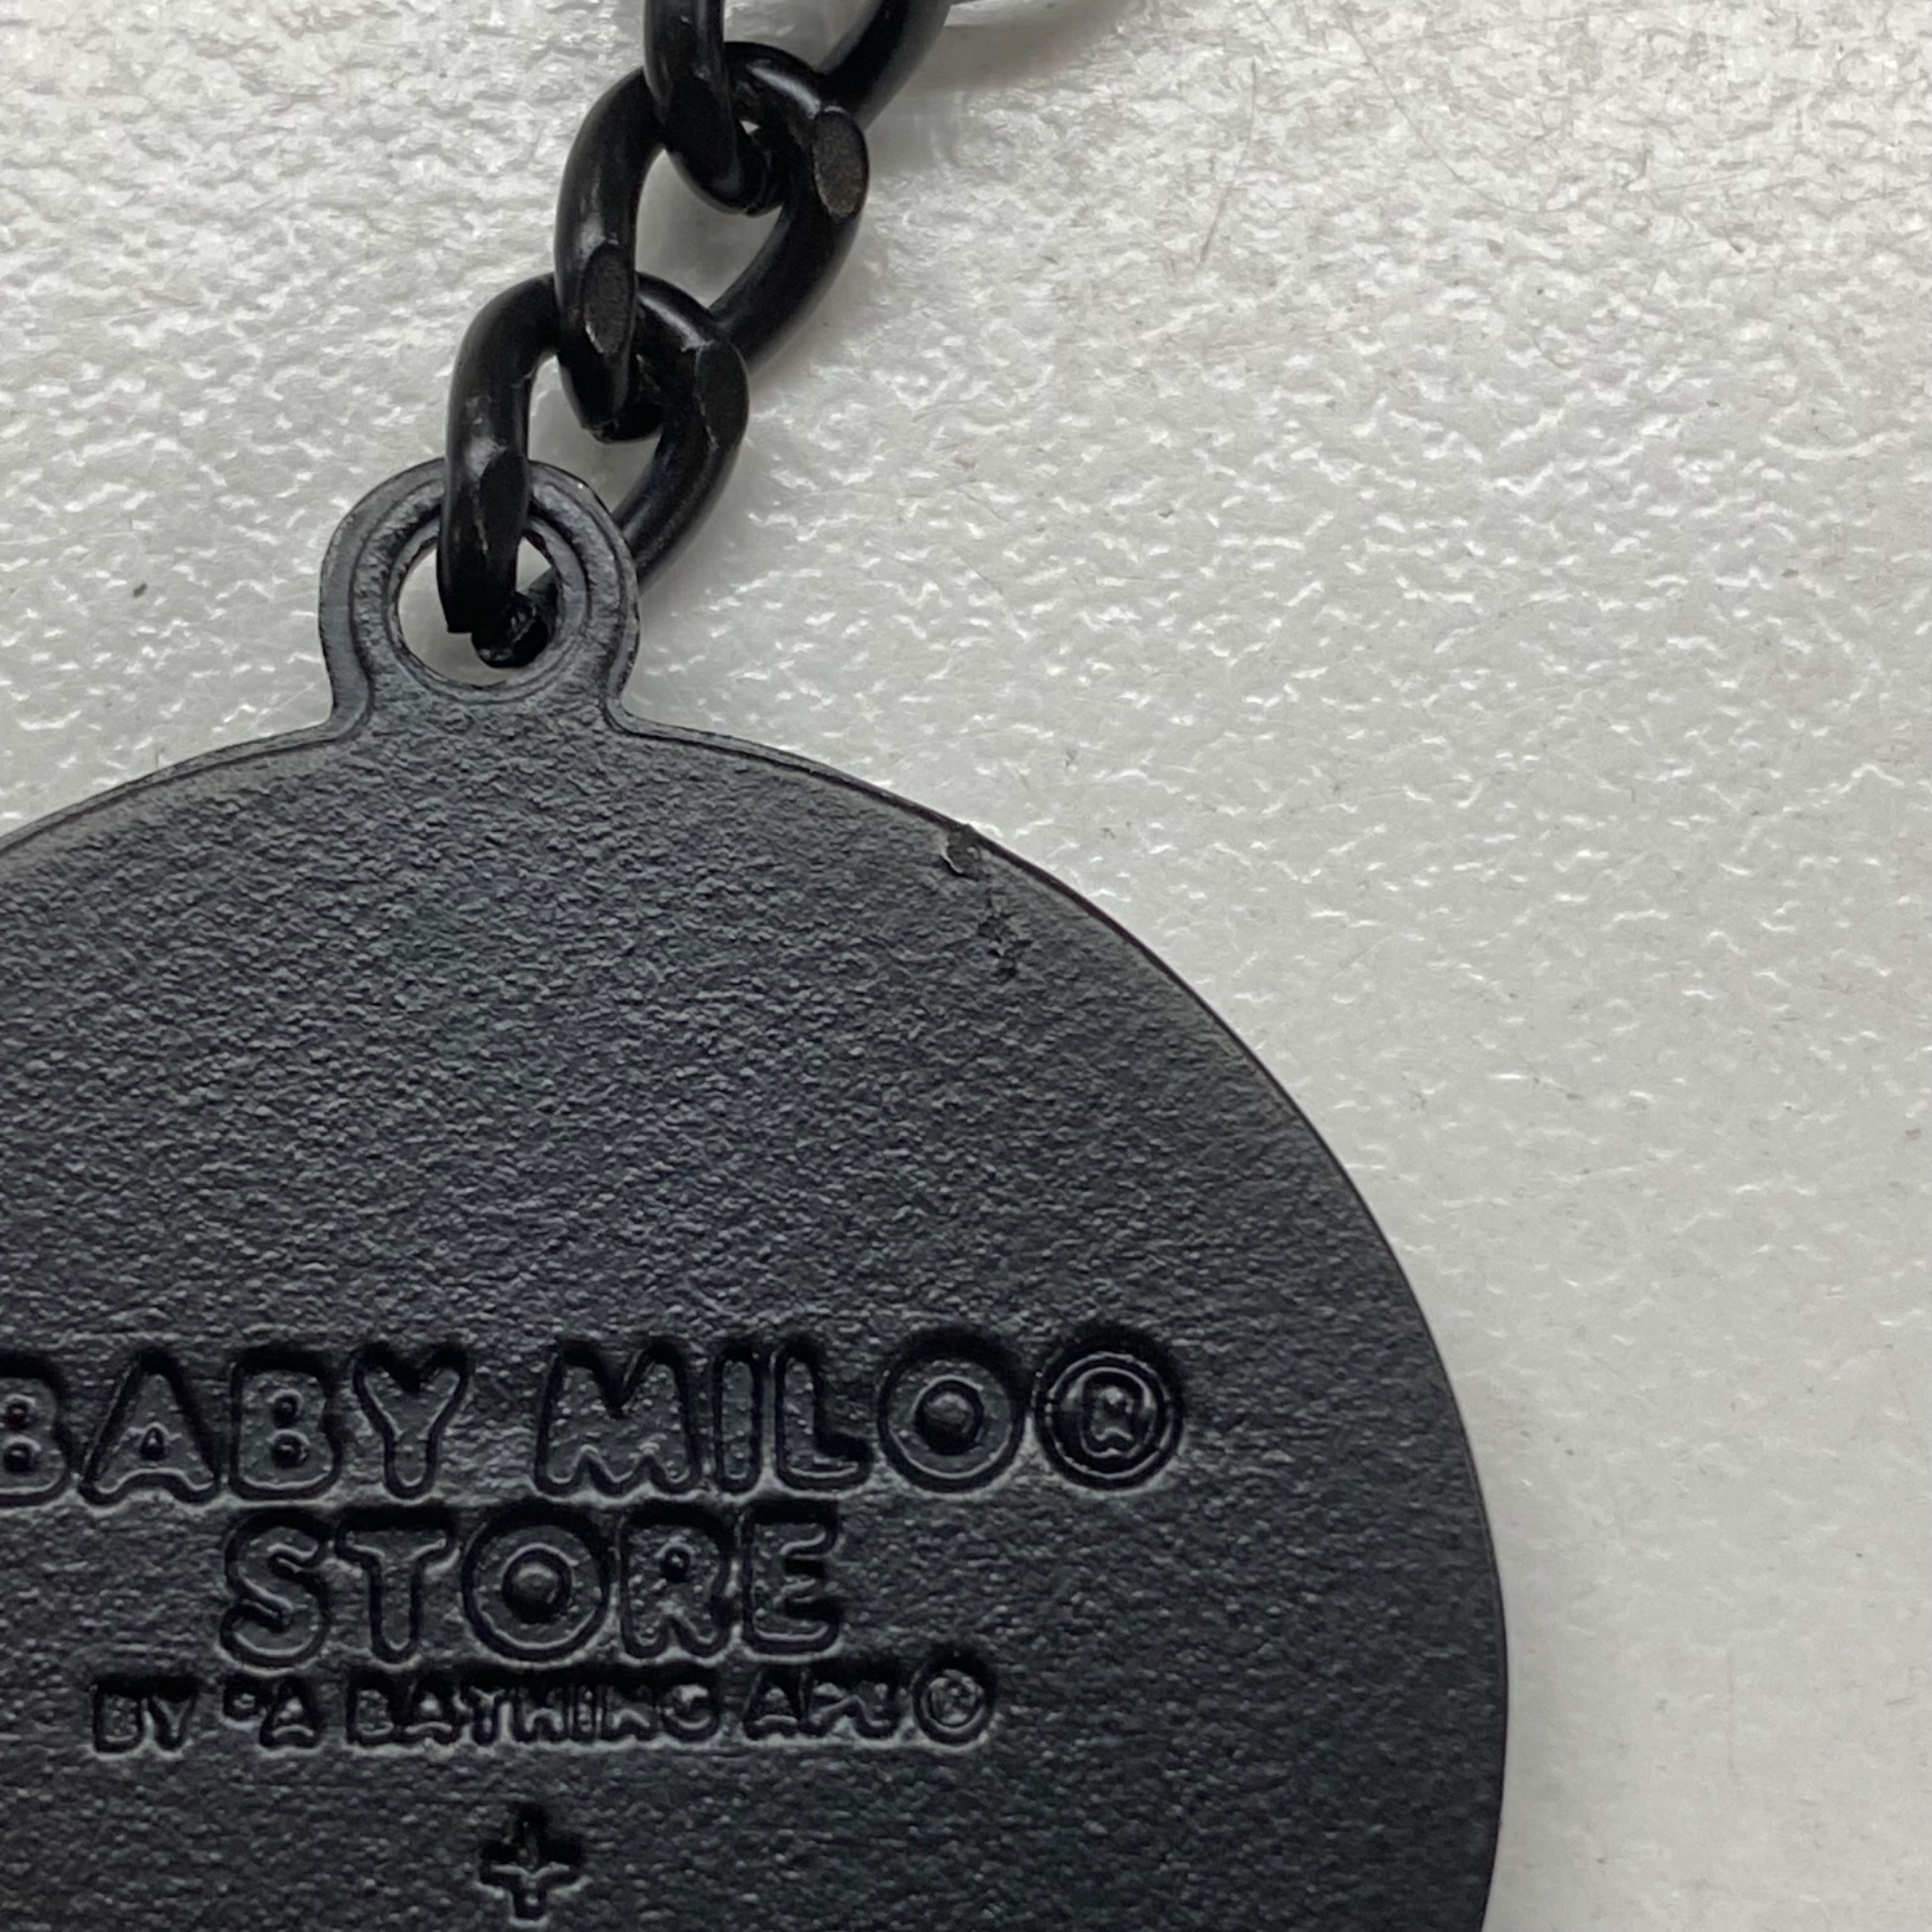 BABY MILO®
STORE
BY *A BATHING APE®
+